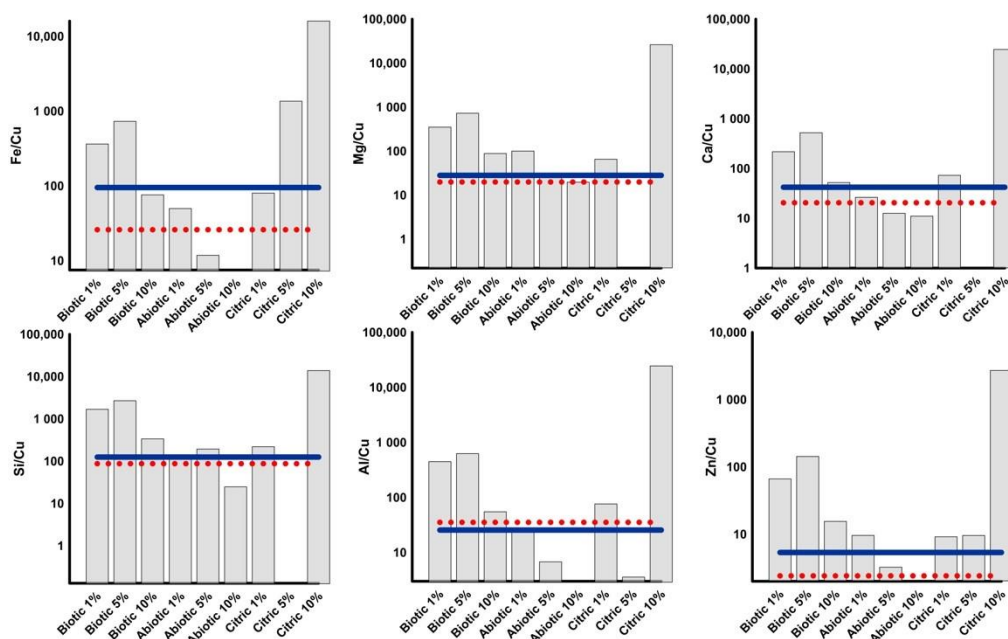 Fe/Cu
10,000
1 000
100
10
Biotic 1%
Biotic 5%
Biotic 10%
Abiotic 1%
Abiotic 5%
Abiotic 10%
Citric 1%
Citric 5%
Citric 10%
Mg/Cu
100,000
10,000
1 000
100
10
1
Biotic 1%
Biotic 5%
Biotic 10%
Abiotic 1%
Abiotic 5%
Abiotic 10%
Citric 1%
Citric 5%
Citric 10%
Ca/Cu
100,000
10,000
1 000
100
10
1
Biotic 1%
Biotic 5%
Biotic 10%
Abiotic 1%
Abiotic 5%
Abiotic 10%
Citric 1%
Citric 5%
Citric 10%
Si/Cu
100,000
10,000
1 000
100
10
1
Biotic 1%
Biotic 5%
Biotic 10%
Abiotic 1%
Abiotic 5%
Abiotic 10%
Citric 1%
Citric 5%
Citric 10%
Al/Cu
100,000
10,000
1 000
100
10
Biotic 1%
Biotic 5%
Biotic 10%
Abiotic 1%
Abiotic 5%
Abiotic 10%
Citric 1%
Citric 5%
Citric 10%
Zn/Cu
10,000
1 000
100
10
Biotic 1%
Biotic 5%
Biotic 10%
Abiotic 1%
Abiotic 5%
Abiotic 10%
Citric 1%
Citric 5%
Citric 10%